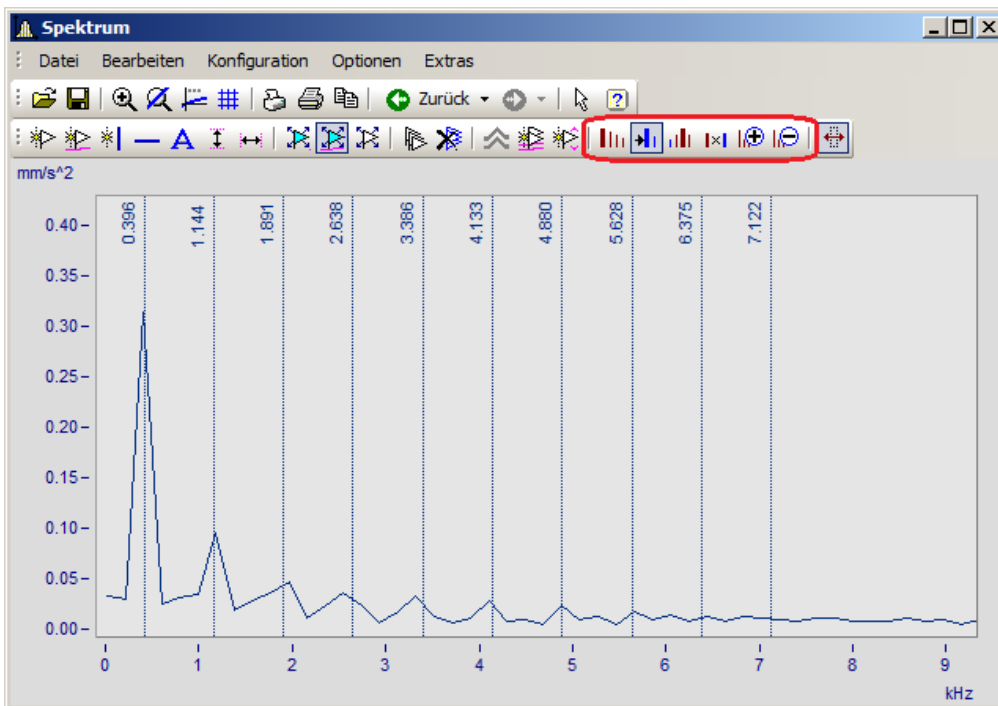 Spektrum
Datei Bearbeiten Konfiguration Optionen Extras
Zurück
A
mm/s^2
0.396 1.144 1.891 2.638 3.386 4.133 4.880 5.628 6.375 7.122
0.40
0.35
0.30
0.25
0.20
0.15
0.10
0.05
0.00
0 1 2 3 4 5 6 7 8 9
kHz